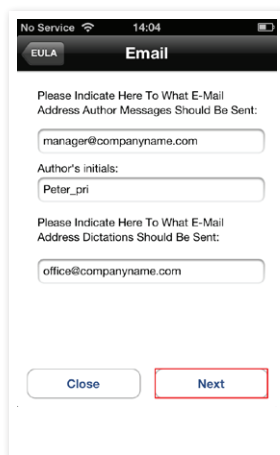 No Service 14:04
EULA Email
Please Indicate Here To What E-Mail
Address Author Messages Should Be Sent:
manager@companyname.com
Author's initials:
Peter_pri
Please Indicate Here To What E-Mail
Address Dictations Should Be Sent:
office@companyname.com
Close Next